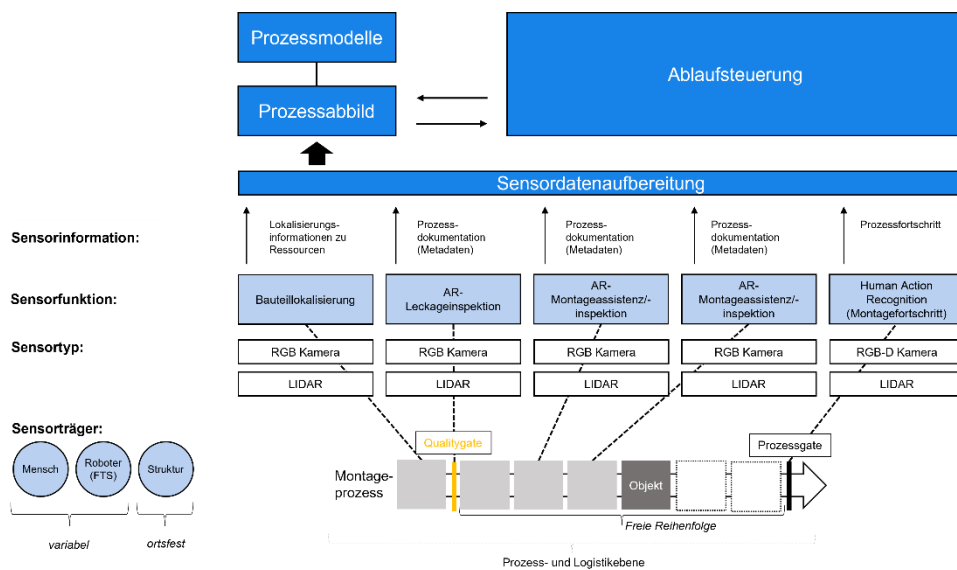 Prozessmodelle
Ablaufsteuerung
Prozessabbild
Sensordatenaufbereitung
Sensorinformation:
Lokalisierungs-
informationen zu
Ressourcen
Prozess-
dokumentation
(Metadaten)
Prozess-
dokumentation
(Metadaten)
Prozess-
dokumentation
(Metadaten)
Prozessfortschritt
Sensorfunktion:
Bauteillokalisierung
AR-
Leckageinspektion
AR-
Montageassistenz/-
inspektion
AR-
Montageassistenz/-
inspektion
Human Action
Recognition
(Montagefortschritt)
Sensortyp:
RGB Kamera
RGB Kamera
RGB Kamera
RGB Kamera
RGB-D Kamera
LIDAR
LIDAR
LIDAR
LIDAR
LIDAR
Sensorträger:
Mensch
Roboter
(FTS)
Struktur
variabel
ortsfest
Qualitygate
Prozessgate
Montage-
prozess
Objekt
Freie Reihenfolge
Prozess- und Logistikebene